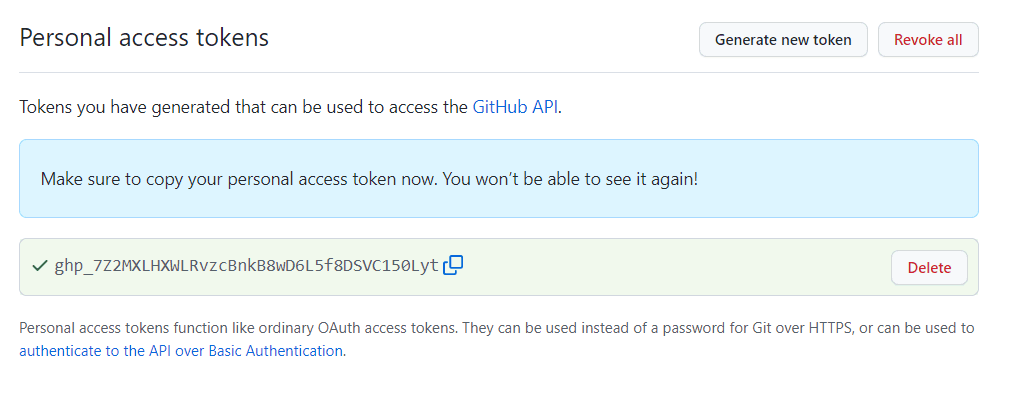 Personal access tokens
Generate new token
Revoke all
Tokens you have generated that can be used to access the GitHub API.
Make sure to copy your personal access token now. You won’t be able to see it again!
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
Delete
Personal access tokens function like ordinary OAuth access tokens. They can be used instead of a password for Git over HTTPS, or can be used to
authenticate to the API over Basic Authentication.